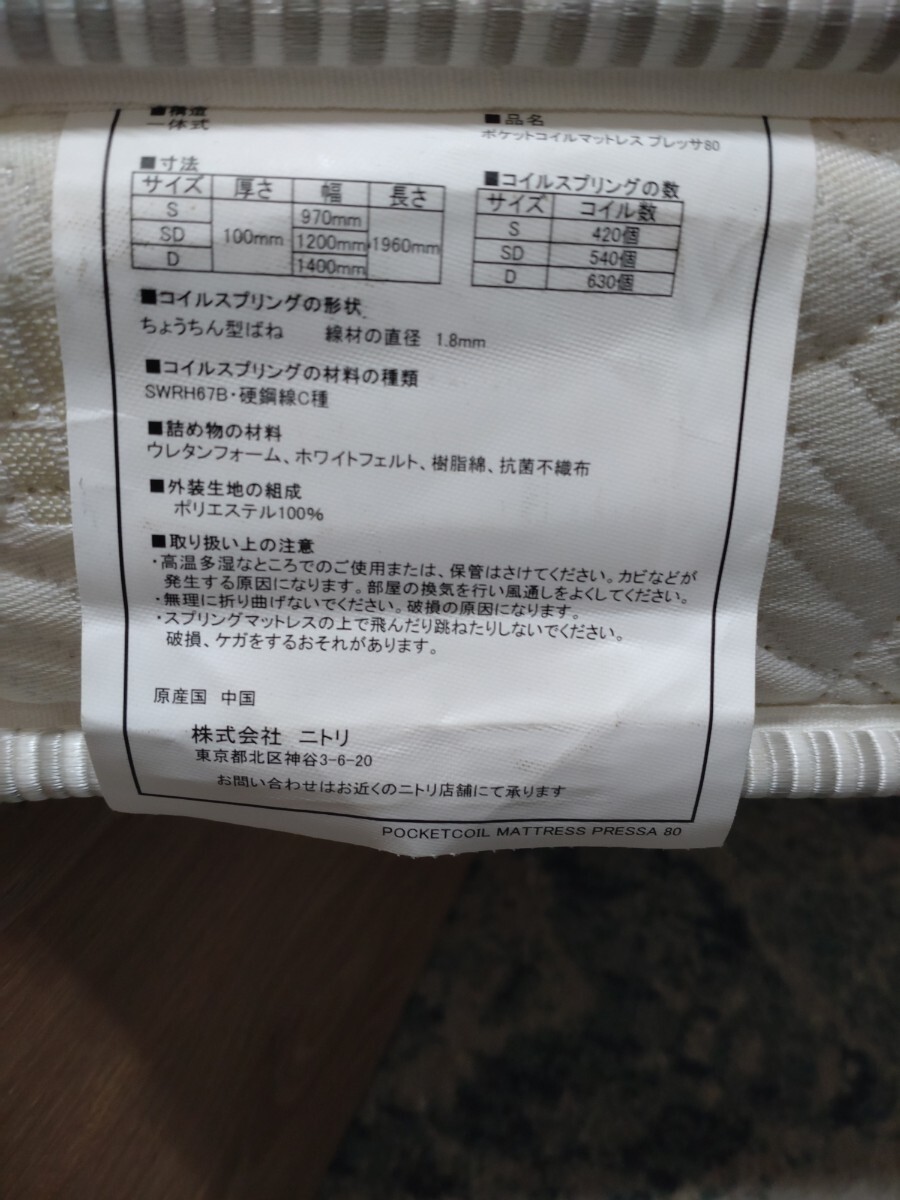 ■構造
一体式
■品名
ポケットコイルマットレス プレッサ80
■寸法
サイズ 厚さ 幅 長さ
S 100mm 970mm 1960mm
SD 1200mm
D 1400mm
■コイルスプリングの数
サイズ コイル数
S 420個
SD 540個
D 630個
■コイルスプリングの形状
ちょうちん型ばね 線材の直径 1.8mm
■コイルスプリングの材料の種類
SWRH67B・硬鋼線C種
■詰め物の材料
ウレタンフォーム、ホワイトフェルト、樹脂綿、抗菌不織布
■外装生地の組成
ポリエステル100%
■取り扱い上の注意
・高温多湿なところでのご使用または、保管はさけてください。カビなどが
発生する原因になります。部屋の換気を行い風通しをよくしてください。
・無理に折り曲げないでください。破損の原因になります。
・スプリングマットレスの上で飛んだり跳ねたりしないでください。
破損、ケガをするおそれがあります。
原産国 中国
株式会社 ニトリ
東京都北区神谷3-6-20
お問い合わせはお近くのニトリ店舗にて承ります
POCKETCOIL MATTRESS PRESSA 80